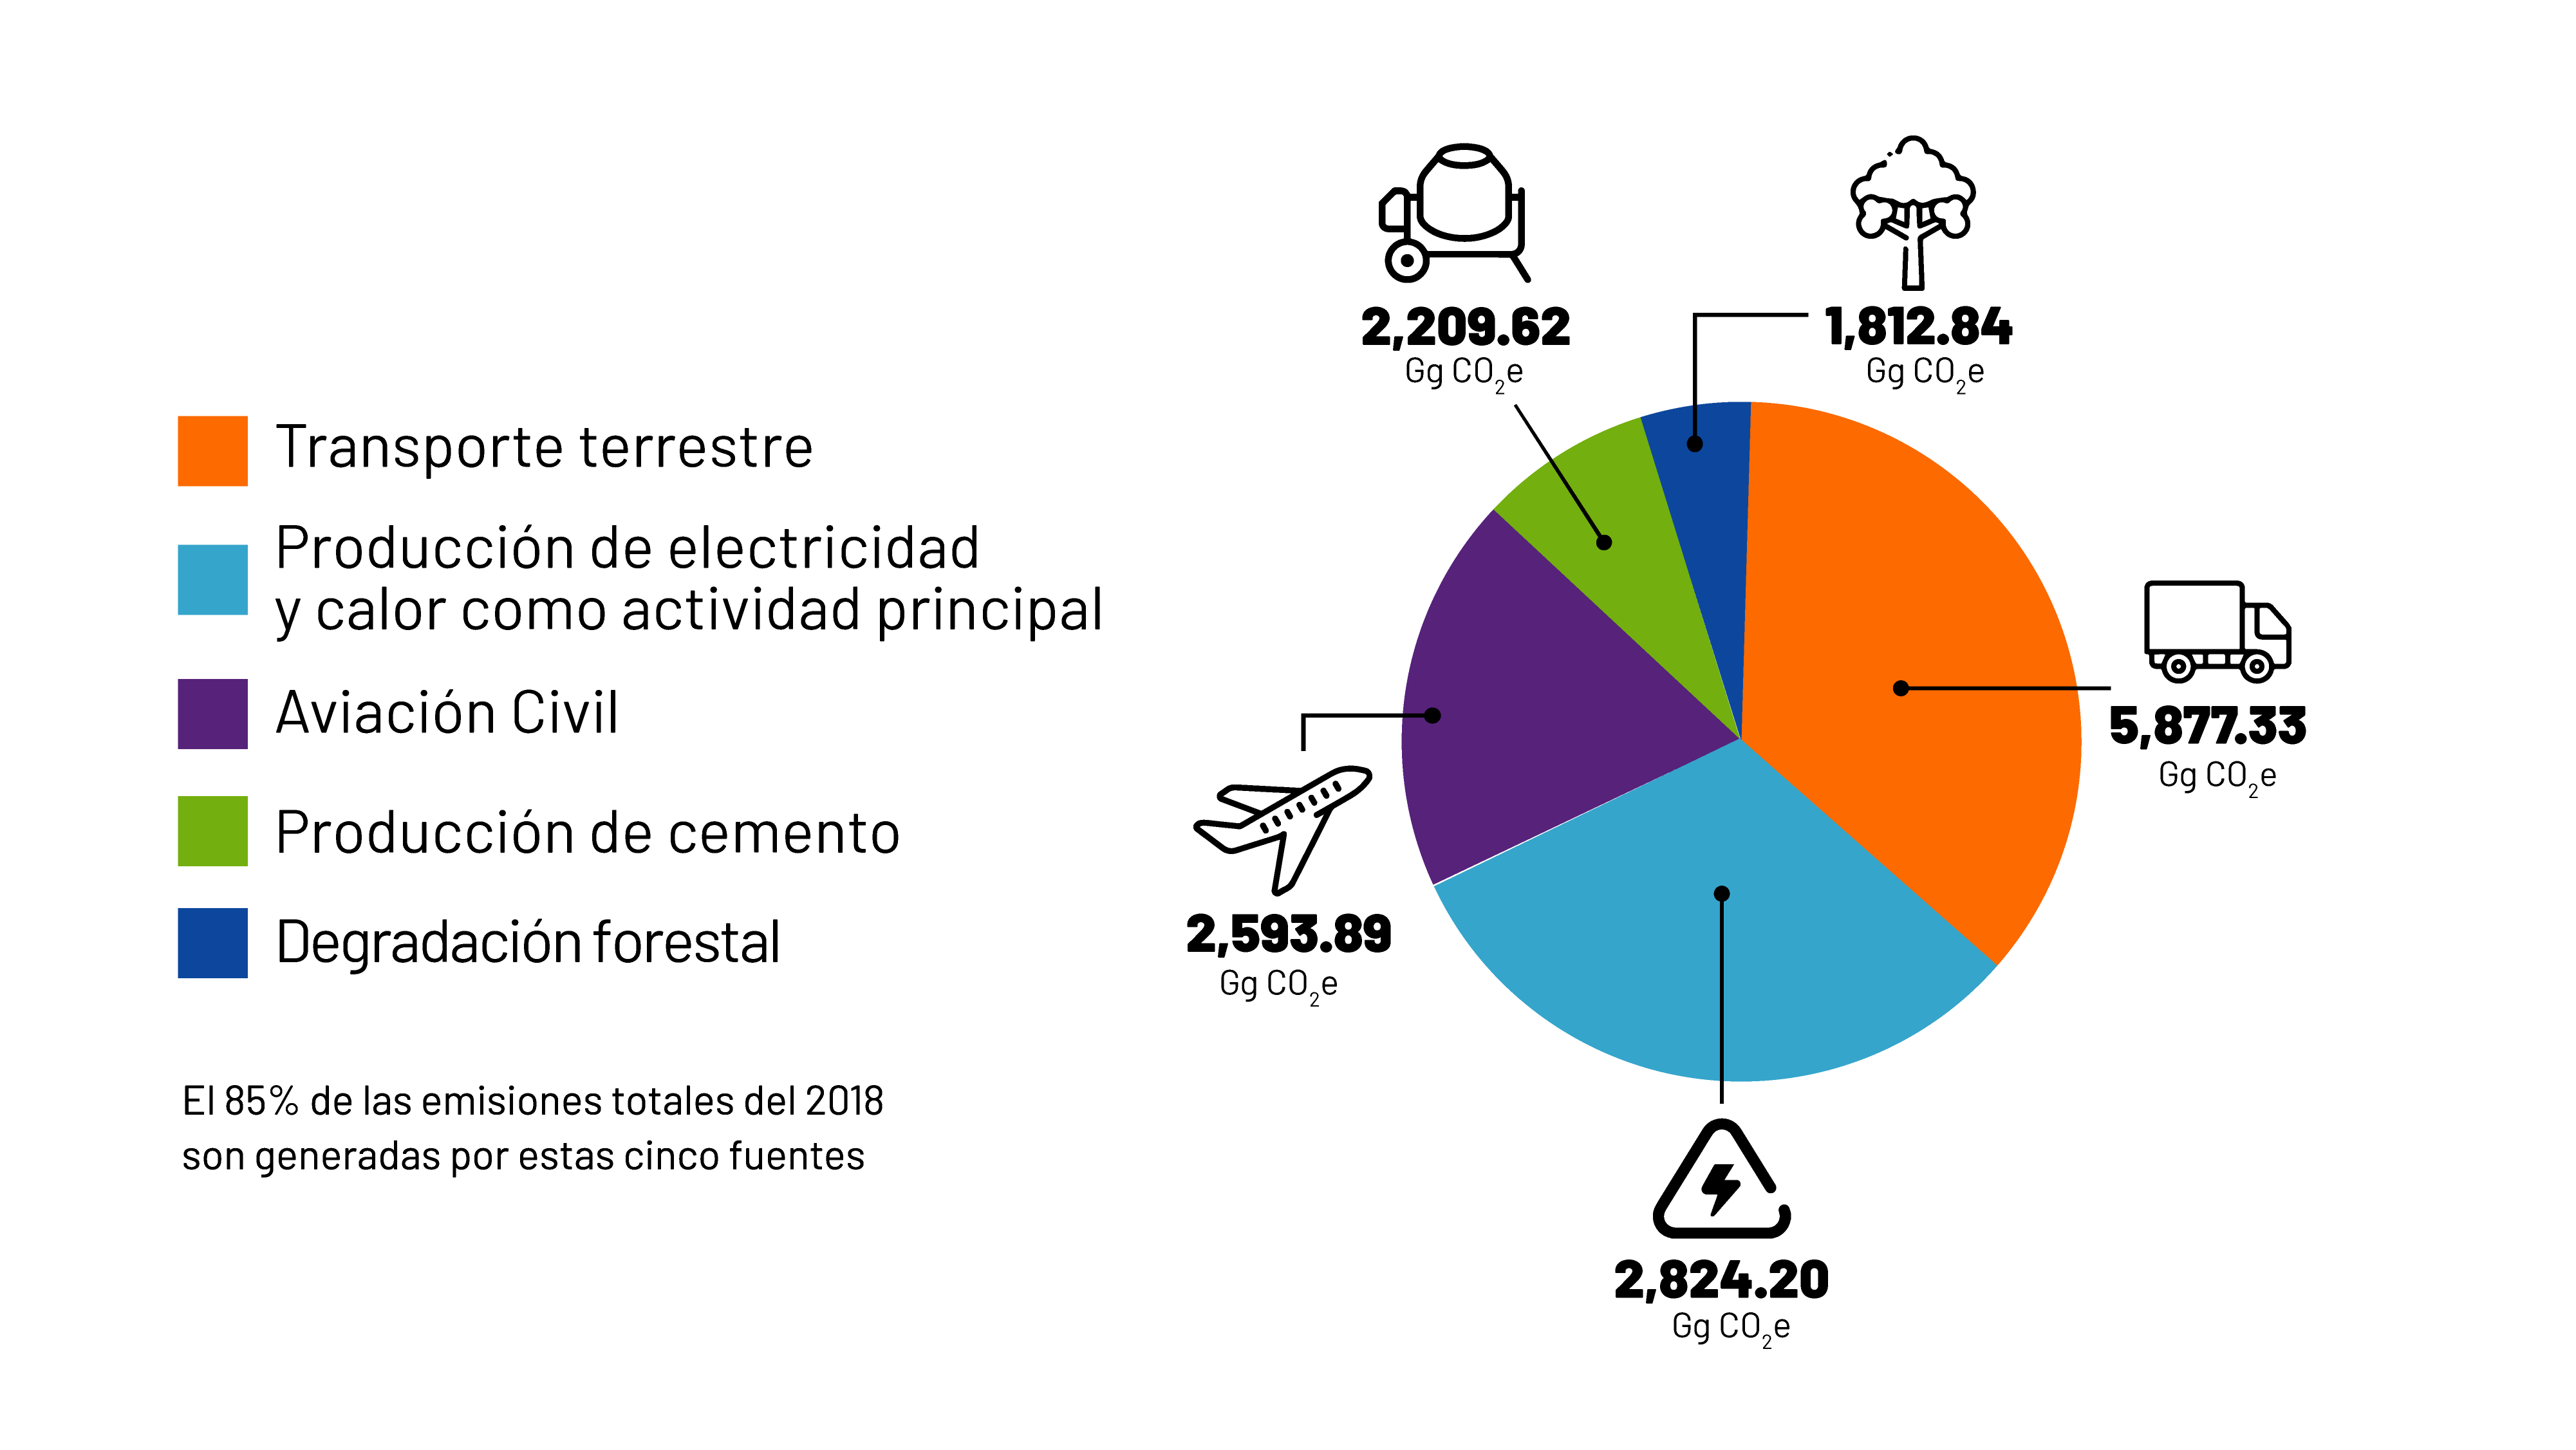 Transporte terrestre
Producción de electricidad
y calor como actividad principal
Aviación Civil
Producción de cemento
Degradación forestal
El 85% de las emisiones totales del 2018
son generadas por estas cinco fuentes
2,209.62
Gg CO₂e
1,812.84
Gg CO₂e
5,877.33
Gg CO₂e
2,593.89
Gg CO₂e
2,824.20
Gg CO₂e